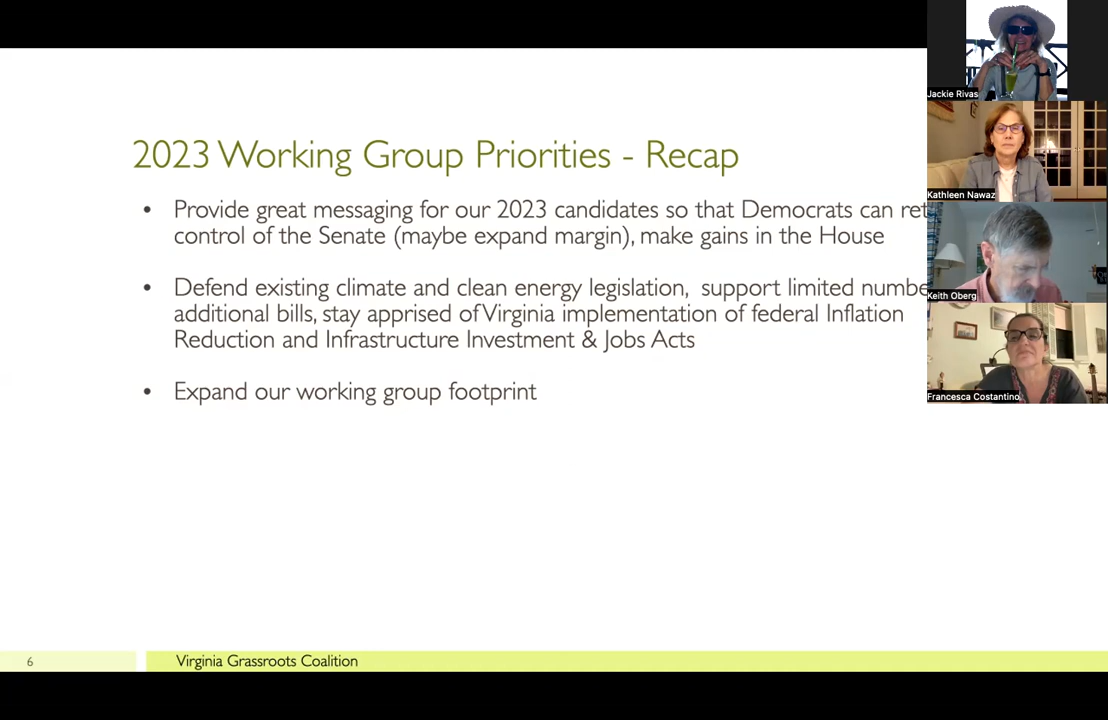 2023 Working Group Priorities - Recap
• Provide great messaging for our 2023 candidates so that Democrats can
control of the Senate (maybe expand margin), make gains in the House
• Defend existing climate and clean energy legislation, support limited
additional bills, stay apprised of Virginia implementation of federal Inflation
Reduction and Infrastructure Investment & Jobs Acts
• Expand our working group footprint
6
Virginia Grassroots Coalition
Jackie Rivas
Kathleen Nawaz
Keith Oberg
Francesca Costantino